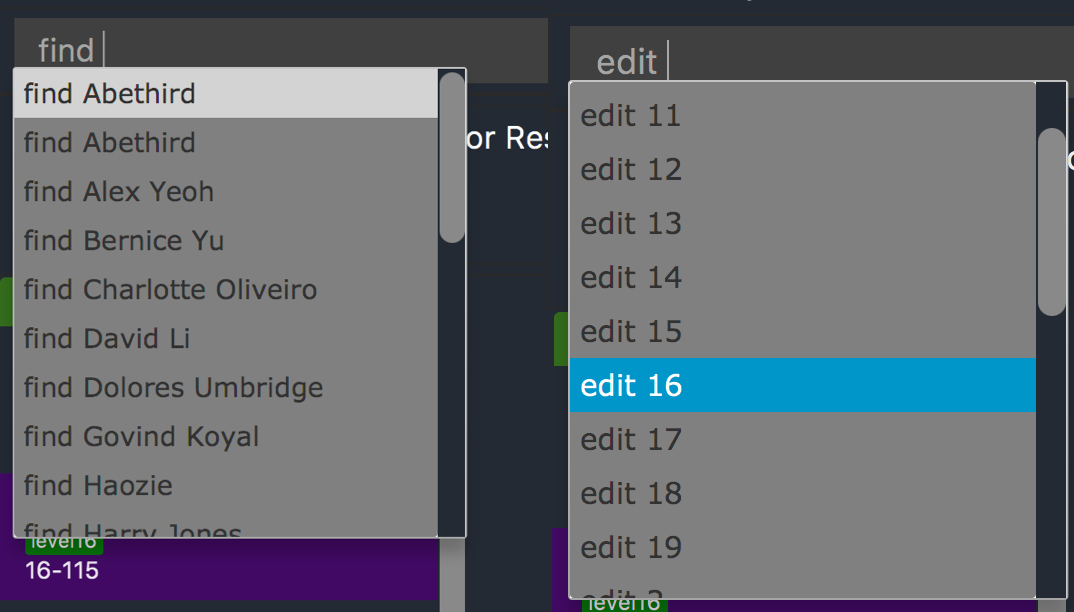 find
find Abethird
find Abethird
find Alex Yeoh
find Bernice Yu
find Charlotte Oliveiro
find David Li
find Dolores Umbridge
find Govind Koyal
find Haozie
find Harry Jones
level16
16-115
or Res
edit
edit 11
edit 12
edit 13
edit 14
edit 15
edit 16
edit 17
edit 18
edit 19
edit 2
level16